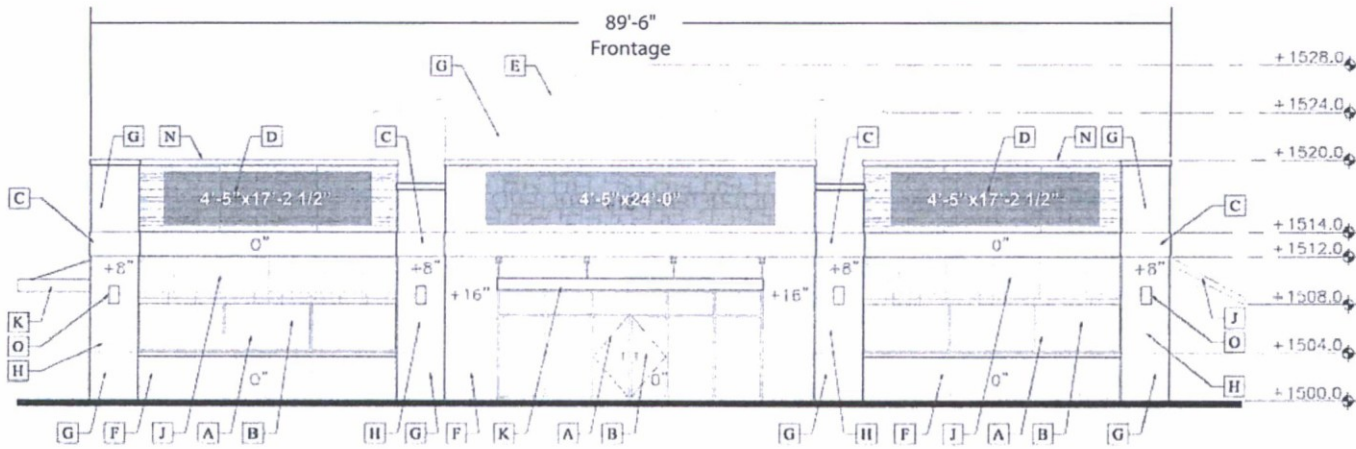 89'-6"
Frontage
G E
+1528.0
+1524.0
G N D C C D N G
+1520.0
4'-5"x17'-2 1/2" 4'-5"x24'-0" 4'-5"x17'-2 1/2"
C C
+1514.0
0" 0"
+1512.0
+8" +8" +8" +8"
+16" +16"
K J
+1508.0
O O
H H
+1504.0
0" 0" 0"
+1500.0
G F J A B H G F K A B G H F J A B G